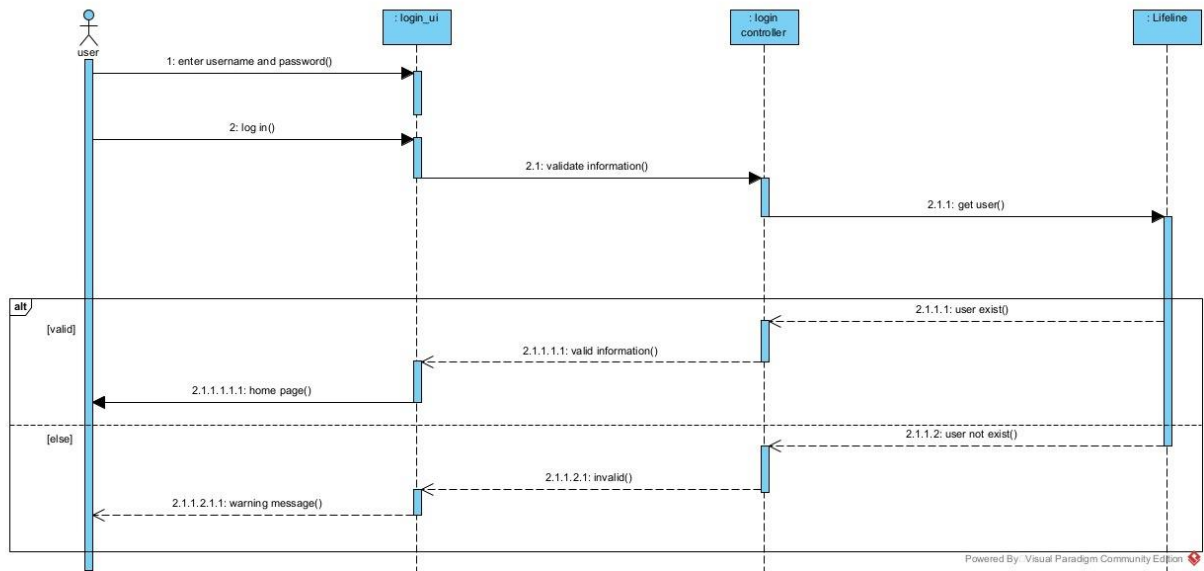 : login_ui
: login
controller
: Lifeline
user
1: enter username and password()
2: log in()
2.1: validate information()
2.1.1: get user()
alt
[valid]
2.1.1.1: user exist()
2.1.1.1.1: valid information()
2.1.1.1.1.1: home page()
[else]
2.1.1.2: user not exist()
2.1.1.2.1: invalid()
2.1.1.2.1.1: warning message()
Powered By: Visual Paradigm Community Edition